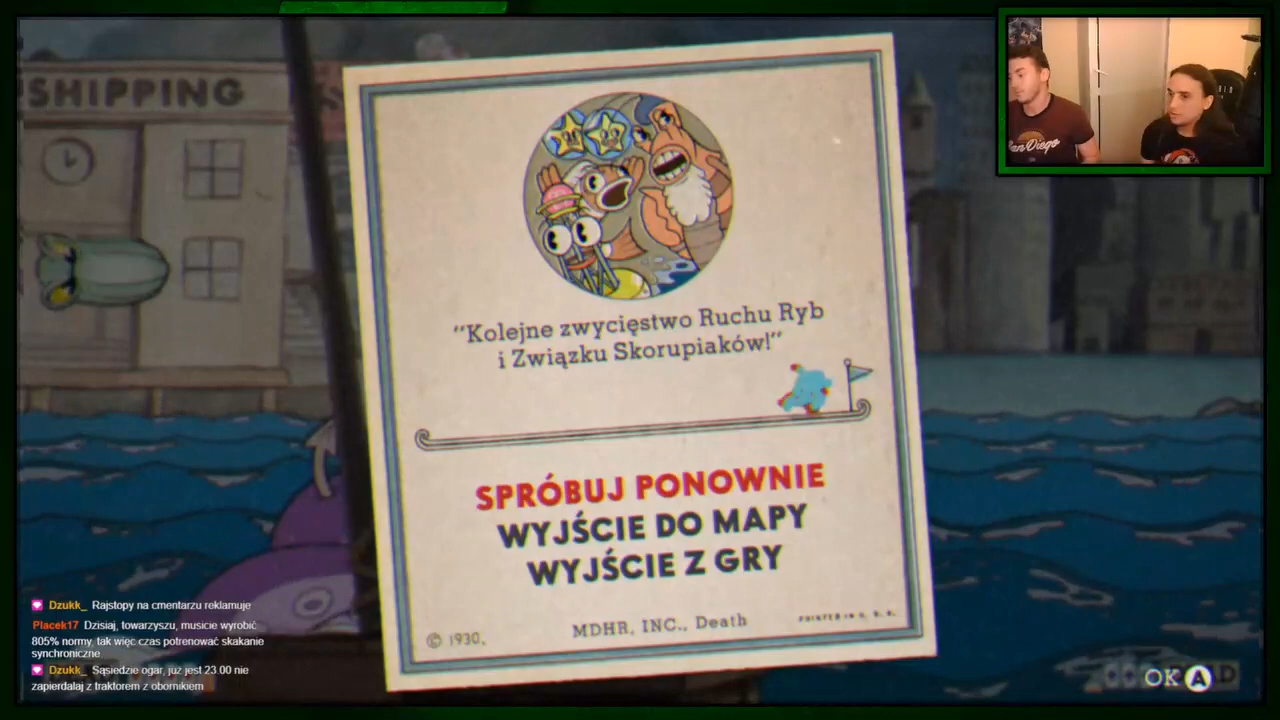 SHIPPING
San Diego
“Kolejne zwycięstwo Ruchu Ryb
i Związku Skorupiaków!”
SPRÓBUJ PONOWNIE
WYJŚCIE DO MAPY
WYJŚCIE Z GRY
© 1930,
MDHR, INC., Death
PRINTED IN U. S. A.
Dzukk_ Rajstopy na cmentarzu reklamuje
Placek17 Dzisiaj, towarzyszu, musicie wyrobić
805% normy, tak więc czas potrenować skakanie
synchroniczne
Dzukk_ Sąsiedzie ogar, już jest 23.00 nie
zapierdalaj z traktorem z obornikiem
OK A